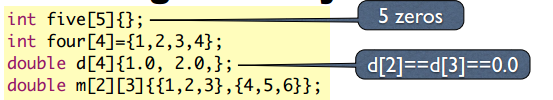 int five[5]{};
5 zeros
int four[4]={1,2,3,4};
double d[4]{1.0, 2.0,};
d[2]==d[3]==0.0
double m[2][3]{{1,2,3},{4,5,6}};